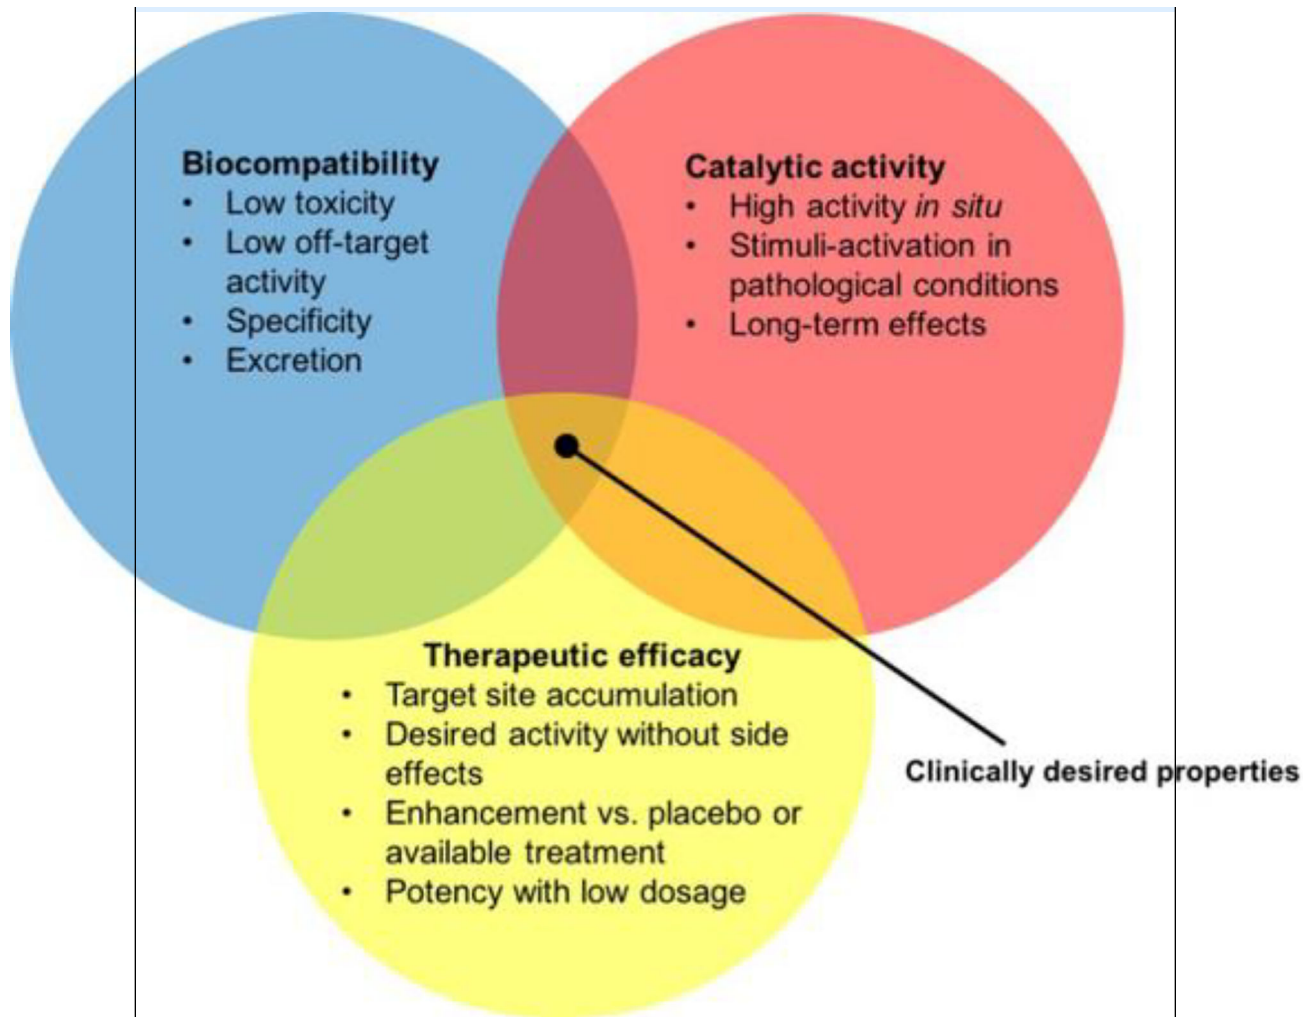 Biocompatibility
• Low toxicity
• Low off-target
activity
• Specificity
• Excretion
Catalytic activity
• High activity in situ
• Stimuli-activation in
pathological conditions
• Long-term effects
Therapeutic efficacy
• Target site accumulation
• Desired activity without side
effects
• Enhancement vs. placebo or
available treatment
• Potency with low dosage
Clinically desired properties